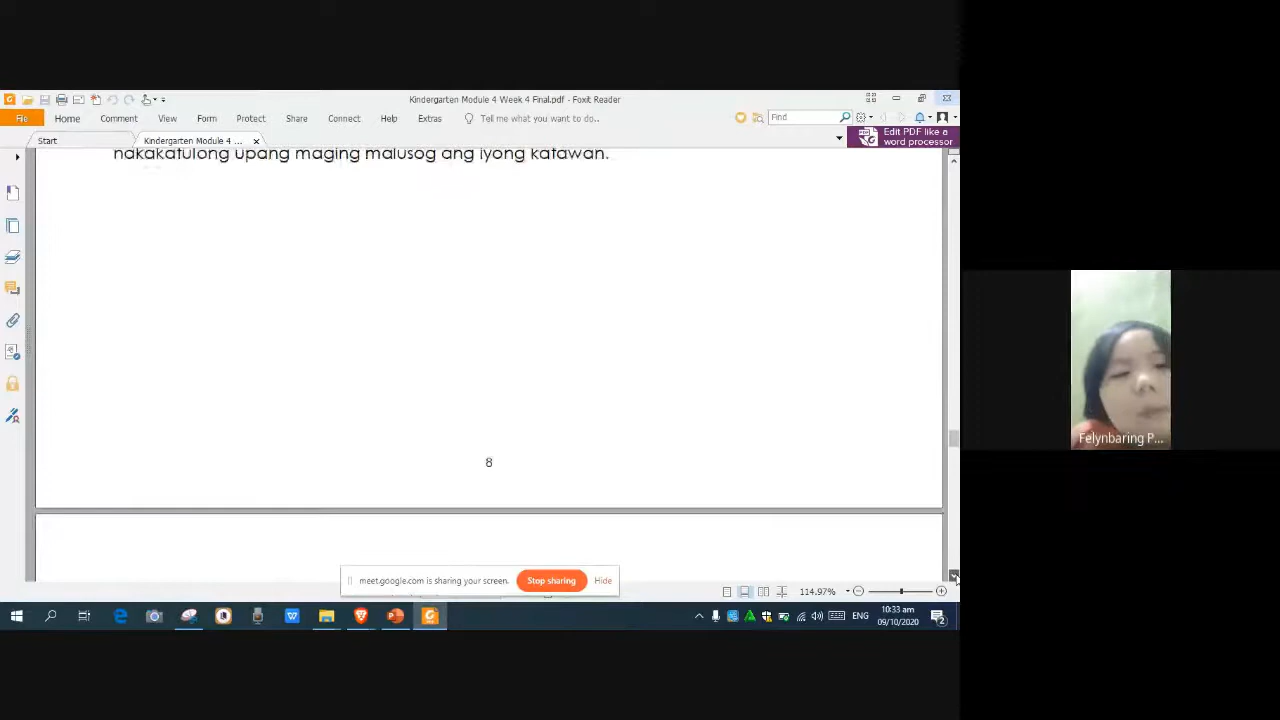 Kindergarten Module 4 Week 4 Final.pdf - Foxit Reader
File Home Comment View Form Protect Share Connect Help Extras Tell me what you want to do.. Find
Start Kindergarten Module 4 ... Edit PDF like a
word processor
nakakatulong upang maging malusog ang iyong katawan.
8
Felynbaring P...
meet.google.com is sharing your screen. Stop sharing Hide
114.97%
ENG 10:33 am
09/10/2020 2